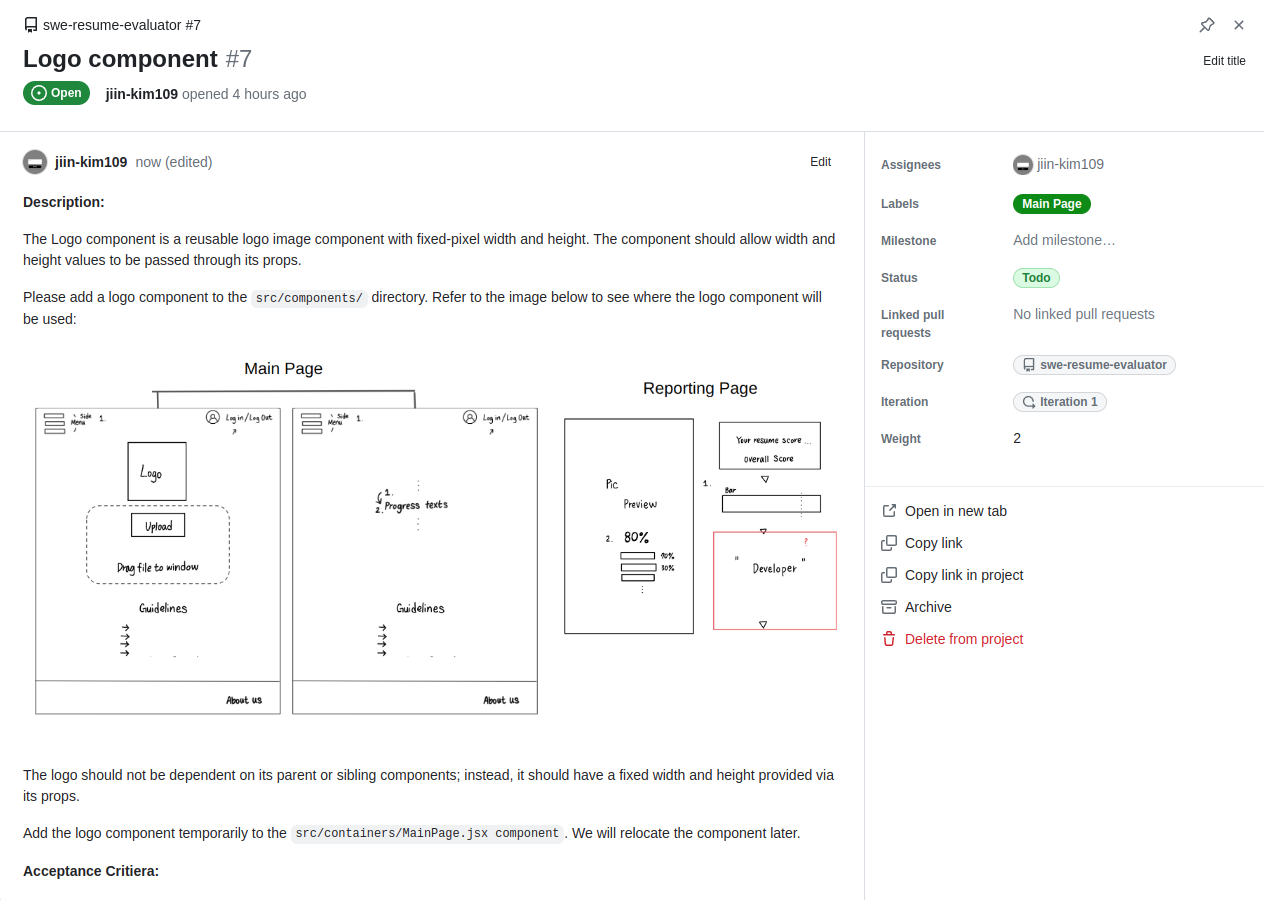 swe-resume-evaluator #7
Logo component #7
Edit title
Open
jiin-kim109 opened 4 hours ago
jiin-kim109 now (edited)
Edit
Description:
The Logo component is a reusable logo image component with fixed-pixel width and height. The component should allow width and
height values to be passed through its props.
Please add a logo component to the src/components/ directory. Refer to the image below to see where the logo component will
be used:
Main Page
Side
Menu
1.
Log in/Log Out
Logo
Upload
Drag file to window
Guidelines
About us
Side
Menu
1.
Log in/Log Out
1.
2. Progress texts
Guidelines
About us
Reporting Page
Pic
Preview
2. 80%
90%
30%
Your resume score ...
Overall Score
1.
Bar
?
" Developer "
The logo should not be dependent on its parent or sibling components; instead, it should have a fixed width and height provided via
its props.
Add the logo component temporarily to the src/containers/MainPage.jsx component. We will relocate the component later.
Acceptance Critiera:
Assignees
jiin-kim109
Labels
Main Page
Milestone
Add milestone…
Status
Todo
Linked pull
requests
No linked pull requests
Repository
swe-resume-evaluator
Iteration
Iteration 1
Weight
2
Open in new tab
Copy link
Copy link in project
Archive
Delete from project